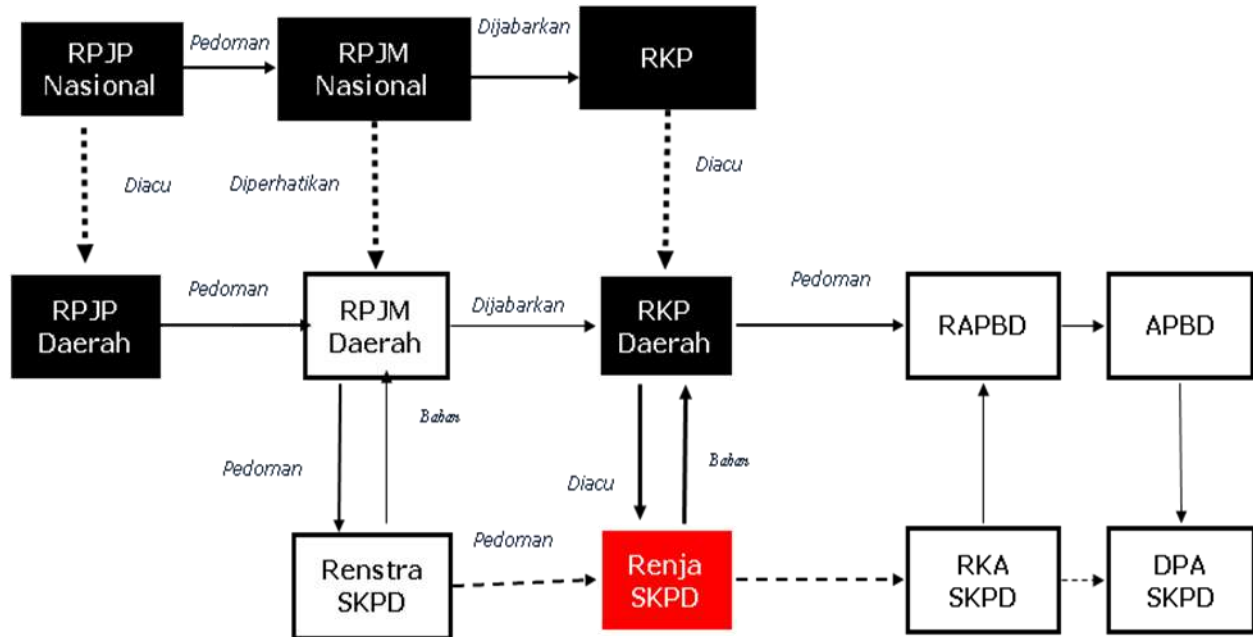 RPJP
Nasional
Pedoman
RPJM
Nasional
Dijabarkan
RKP
Diacu
Diperhatikan
Diacu
RPJP
Daerah
Pedoman
RPJM
Daerah
Dijabarkan
RKP
Daerah
Pedoman
RAPBD
APBD
Pedoman
Bahan
Diacu
Bahan
Renstra
SKPD
Pedoman
Renja
SKPD
RKA
SKPD
DPA
SKPD